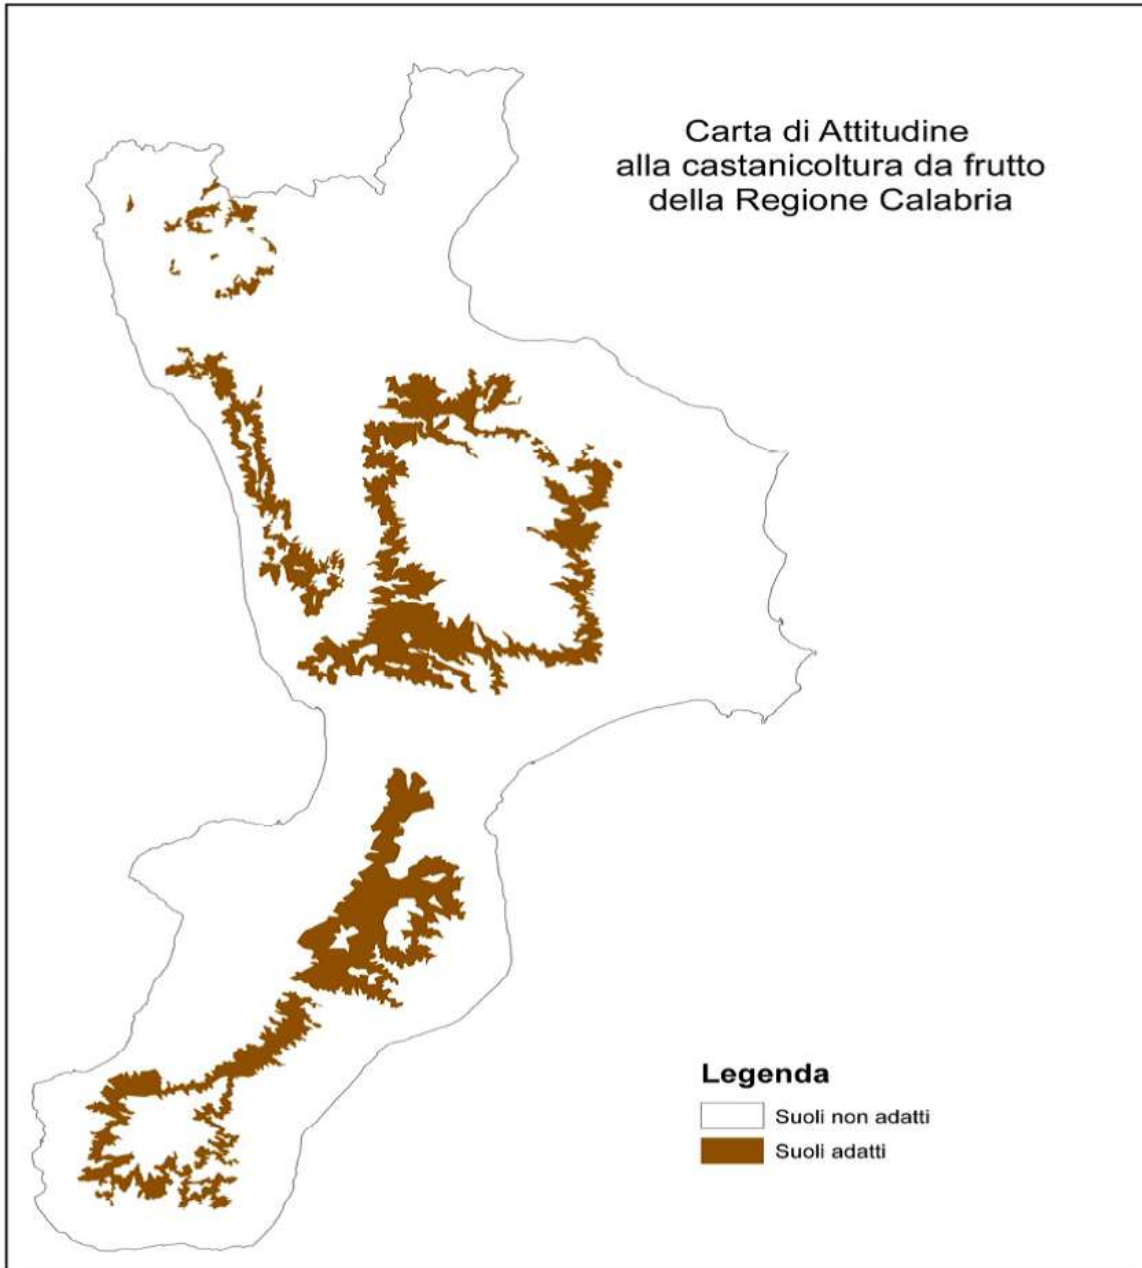 Carta di Attitudine
alla castanicoltura da frutto
della Regione Calabria
Legenda
Suoli non adatti
Suoli adatti